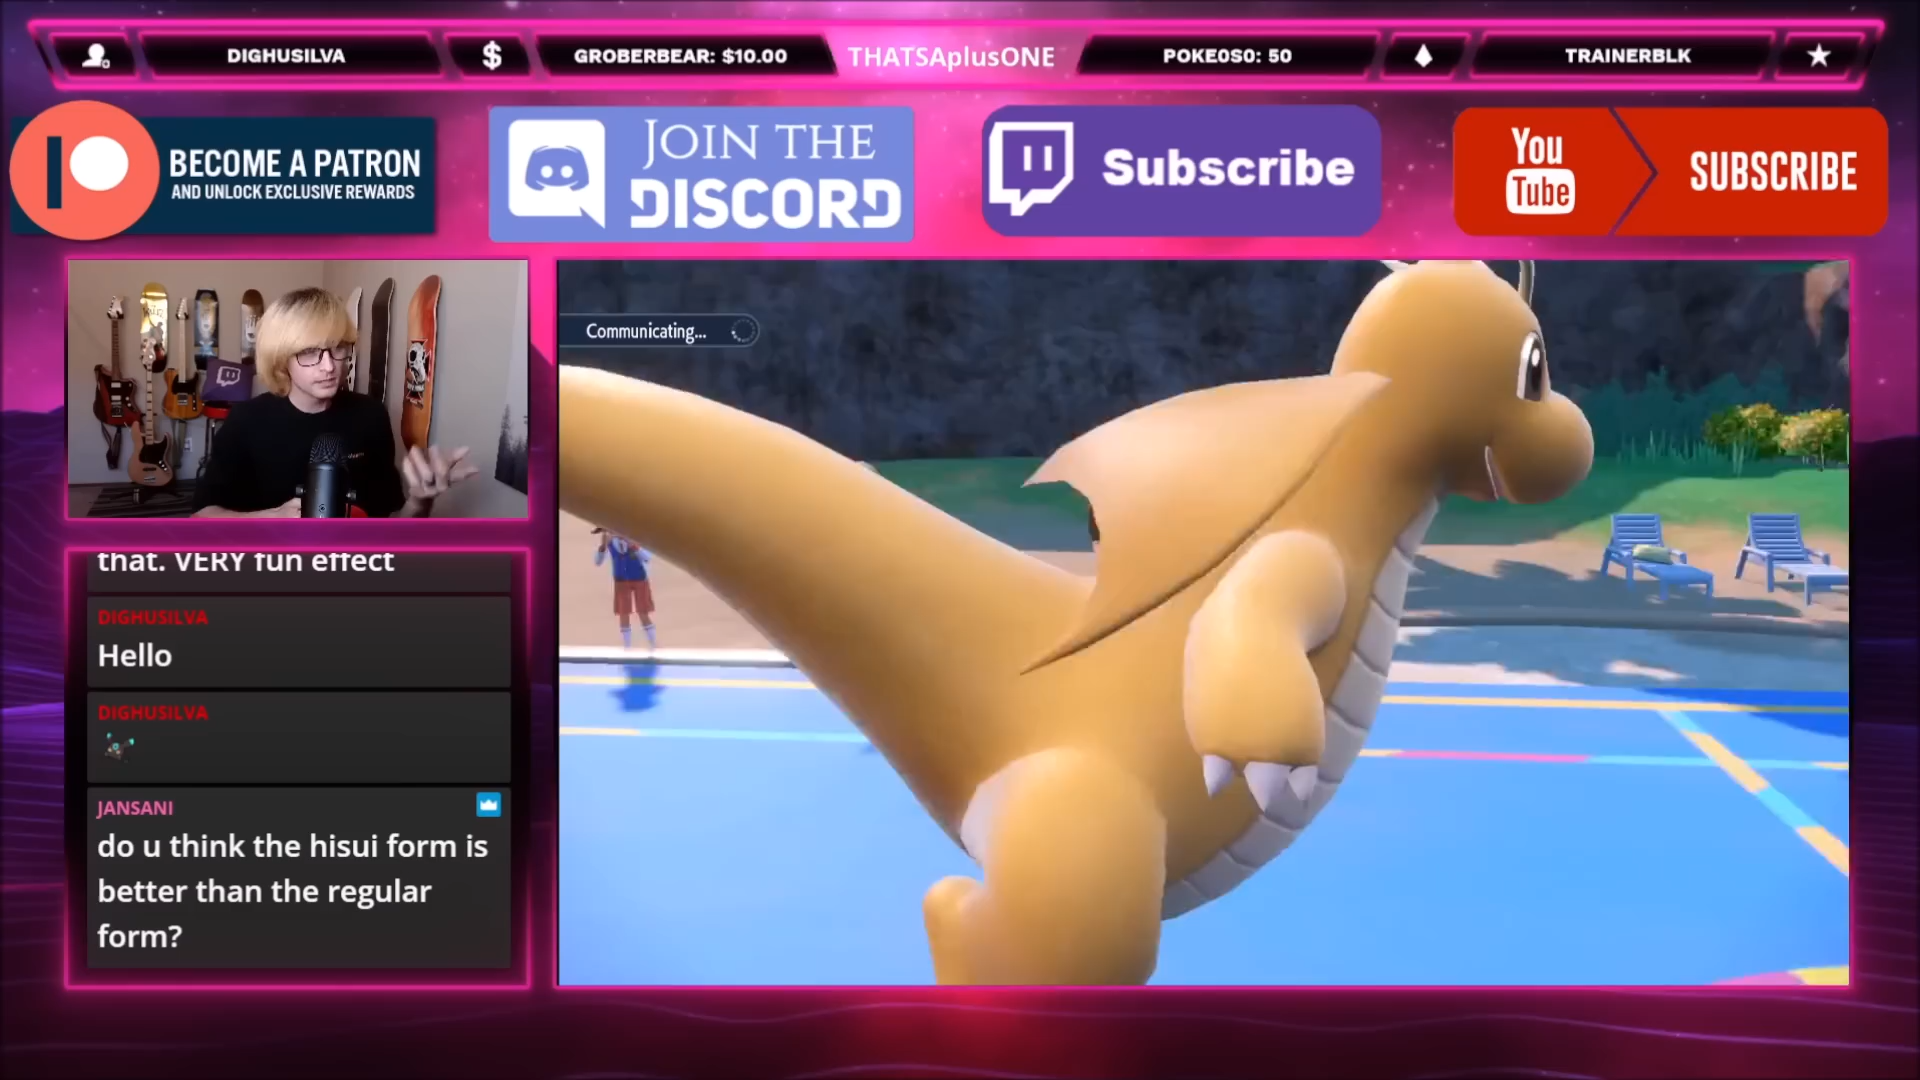 DIGHUSILVA
$
GROBERBEAR: $10.00
THATSAplusONE
POKE0S0: 50
TRAINERBLK
BECOME A PATRON
AND UNLOCK EXCLUSIVE REWARDS
JOIN THE
DISCORD
Subscribe
You
Tube
SUBSCRIBE
Communicating...
that. VERY fun effect
DIGHUSILVA
Hello
DIGHUSILVA
JANSANI
do u think the hisui form is
better than the regular
form?